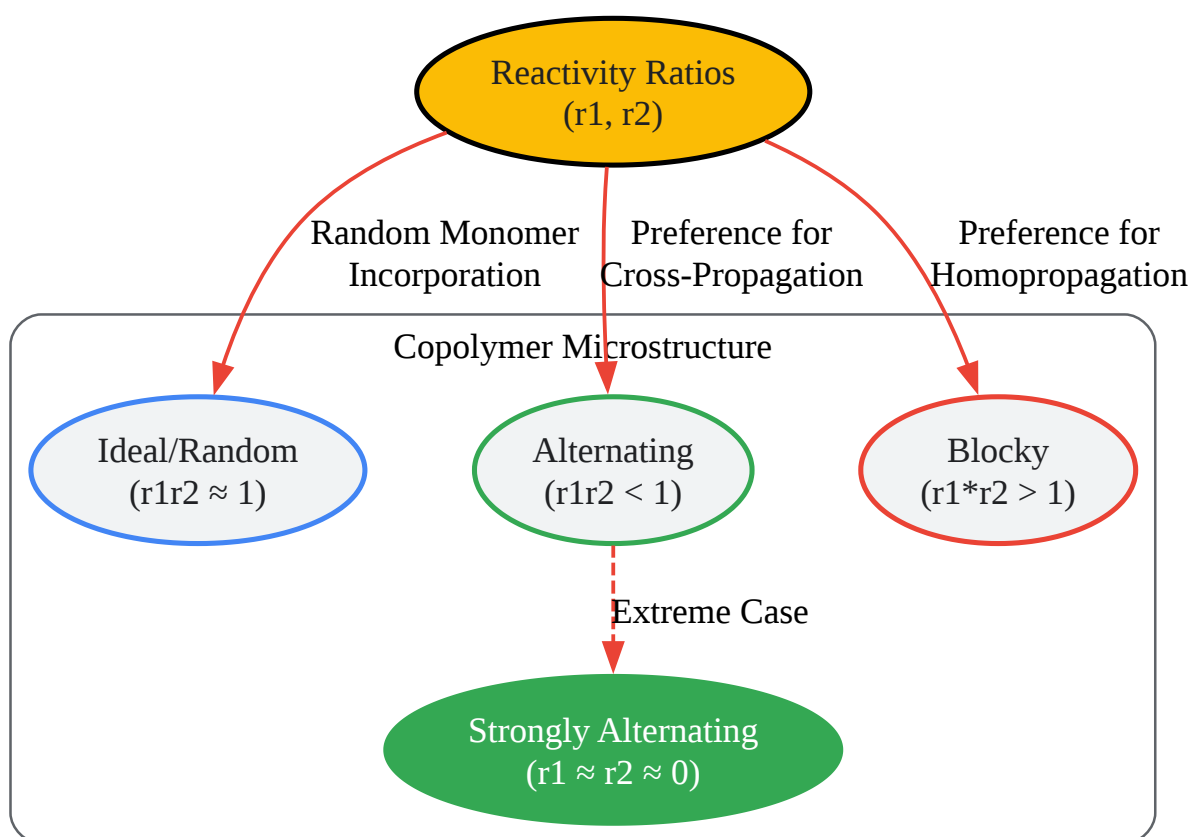 Reactivity Ratios
(r1, r2)
Random Monomer
Incorporation
Preference for
Cross-Propagation
Preference for
Homopropagation
Copolymer Microstructure
Ideal/Random
(r1r2 ≈ 1)
Alternating
(r1r2 < 1)
Blocky
(r1*r2 > 1)
Extreme Case
Strongly Alternating
(r1 ≈ r2 ≈ 0)